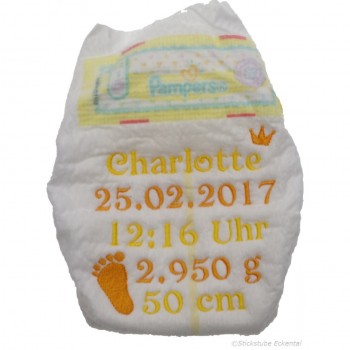 Pampers
Charlotte
25.02.2017
12:16 Uhr
2.950 g
50 cm
©Stickstube Eckental